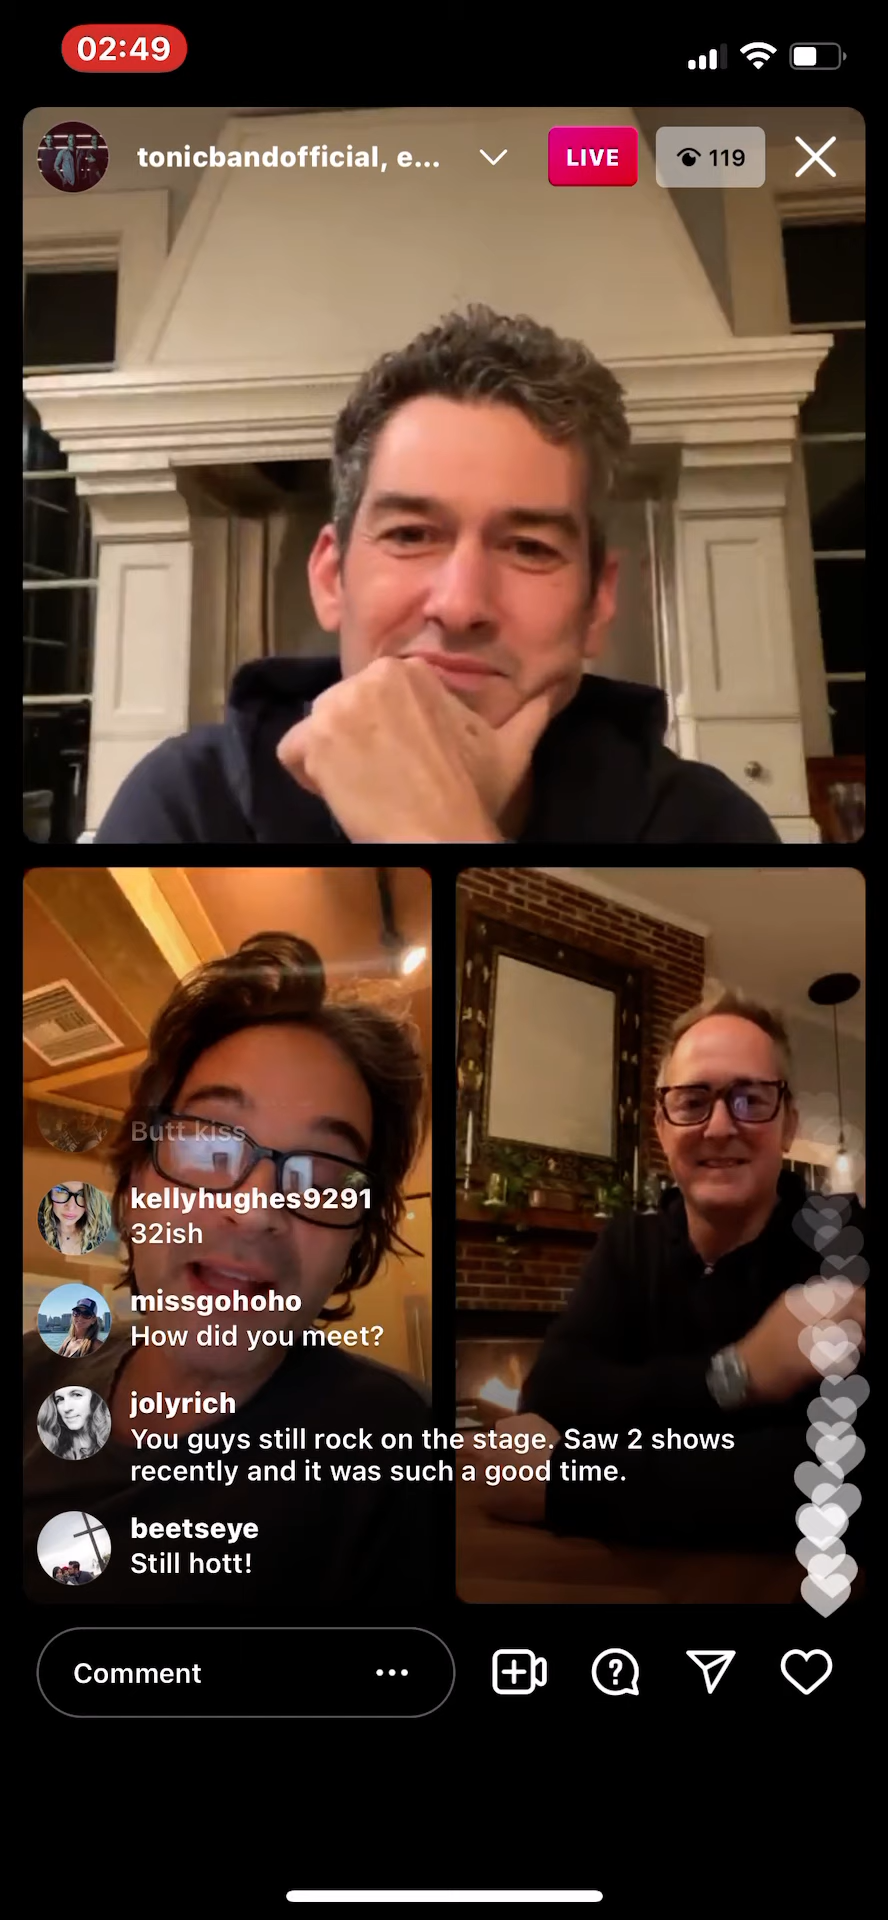 02:49
tonicbandofficial, e...
LIVE
119
Butt kiss
kellyhughes9291
32ish
missgohoho
How did you meet?
jolyrich
You guys still rock on the stage. Saw 2 shows
recently and it was such a good time.
beetseye
Still hott!
Comment